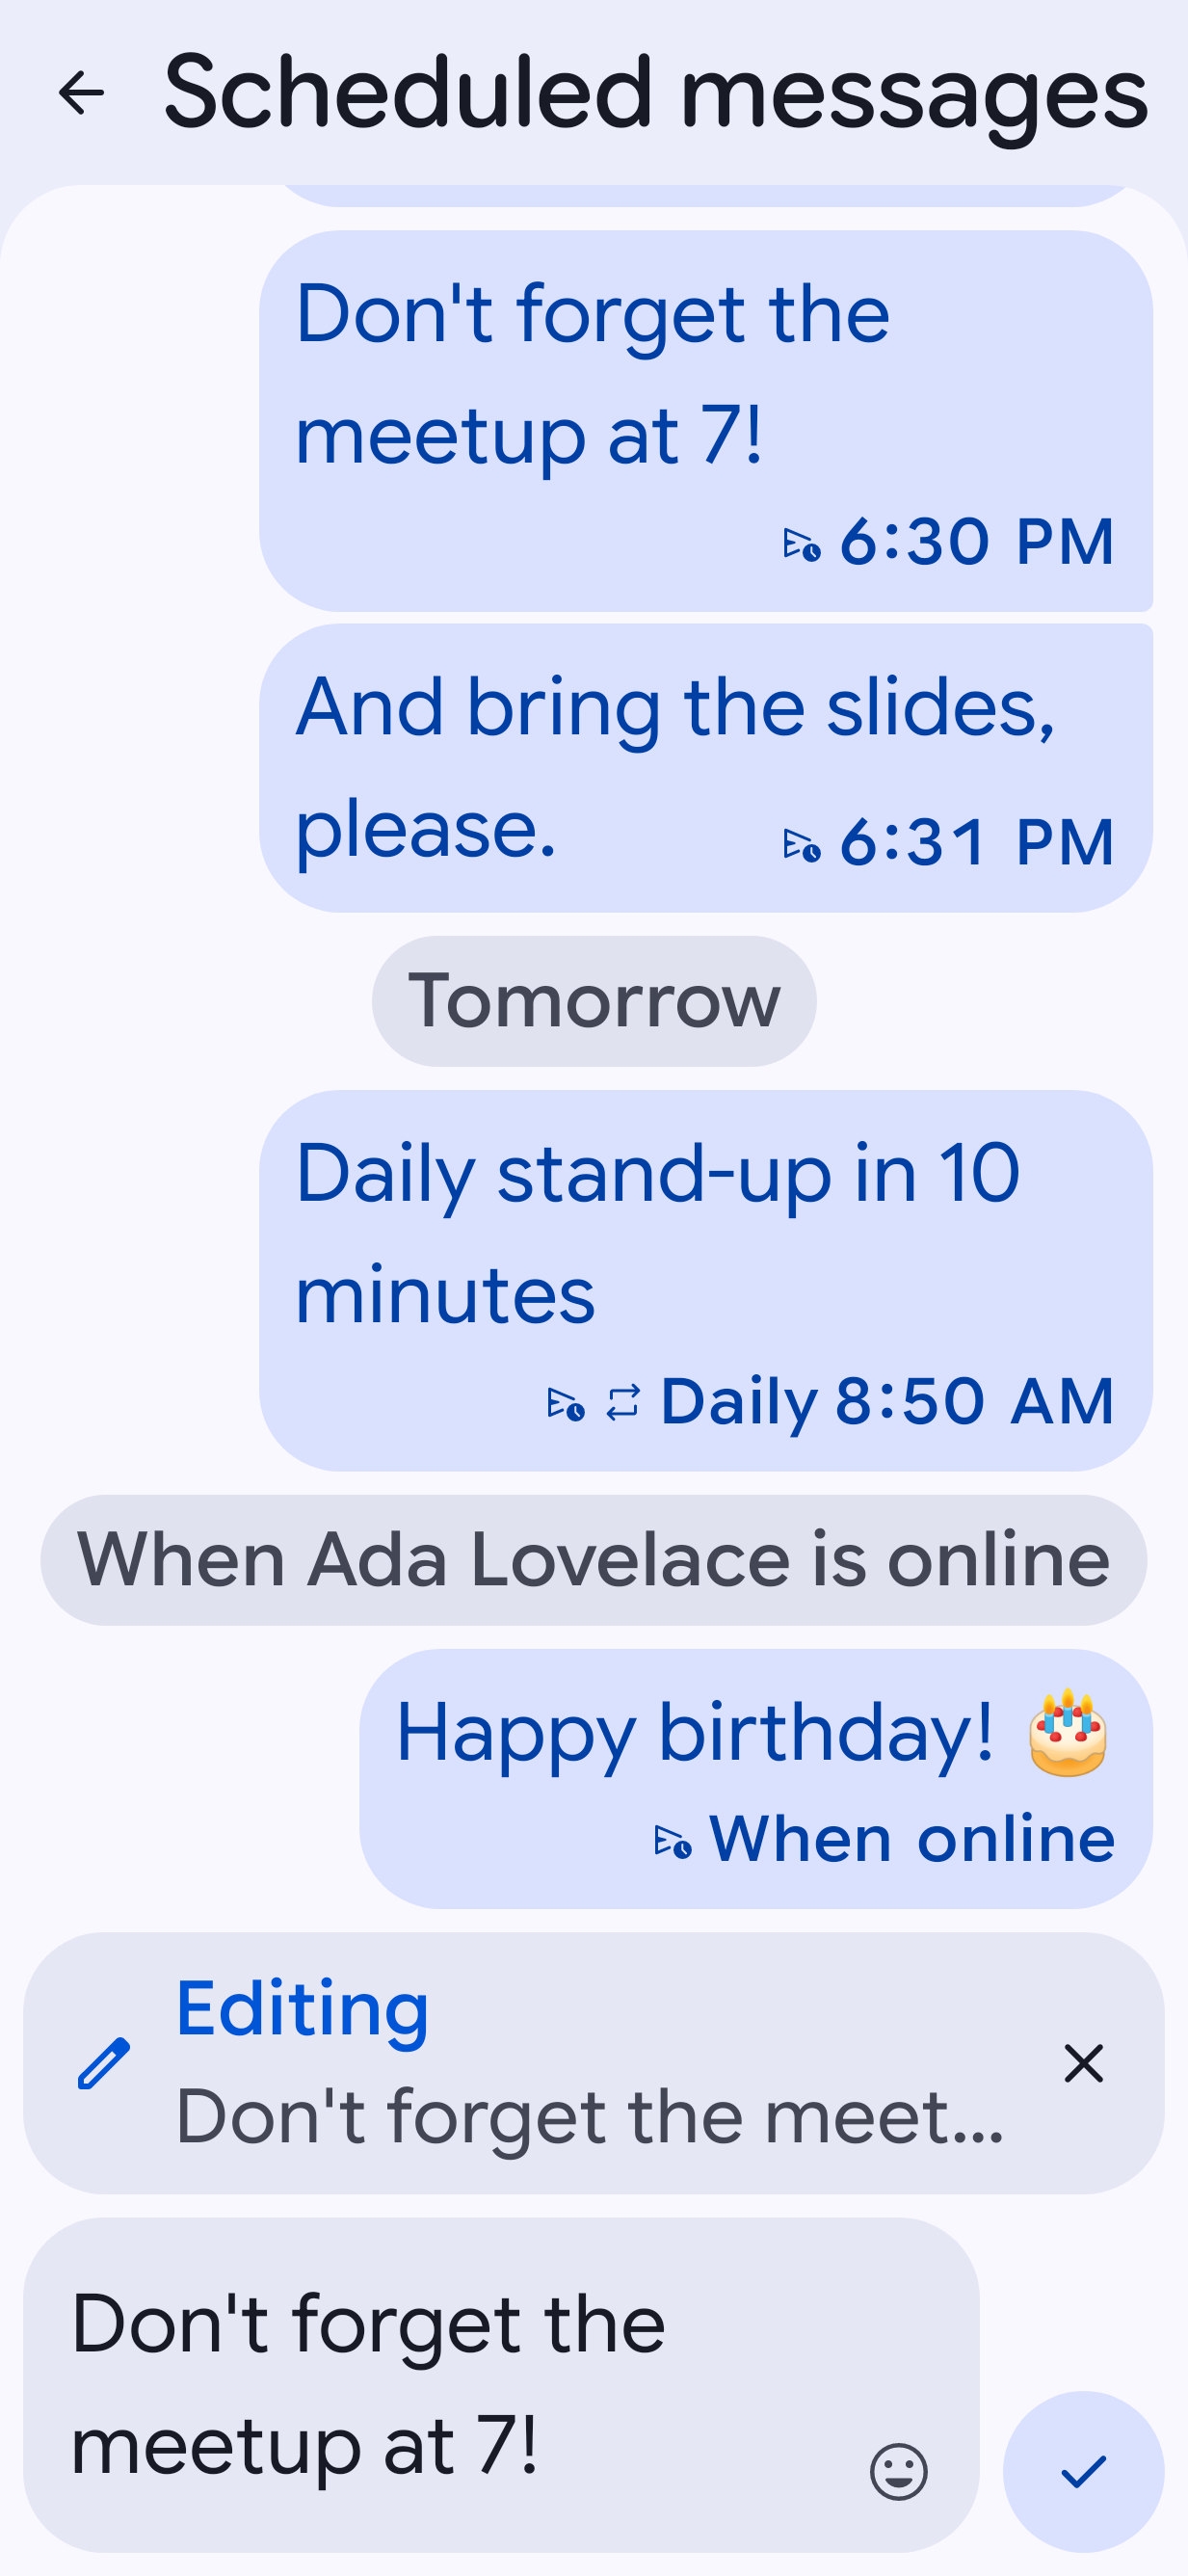 Scheduled messages
Don't forget the
meetup at 7!
6:30 PM
And bring the slides,
please.
6:31 PM
Tomorrow
Daily stand-up in 10
minutes
Daily 8:50 AM
When Ada Lovelace is online
Happy birthday! 🎂
When online
Editing
Don't forget the meet...
Don't forget the
meetup at 7!